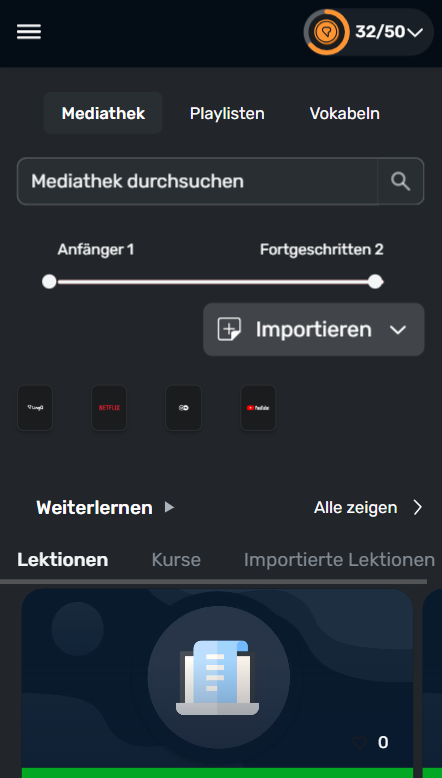 32/50
Mediathek Playlisten Vokabeln
Mediathek durchsuchen
Anfänger 1 Fortgeschritten 2
Importieren
LingQ NETFLIX DW YouTube
Weiterlernen Alle zeigen
Lektionen Kurse Importierte Lektionen
0